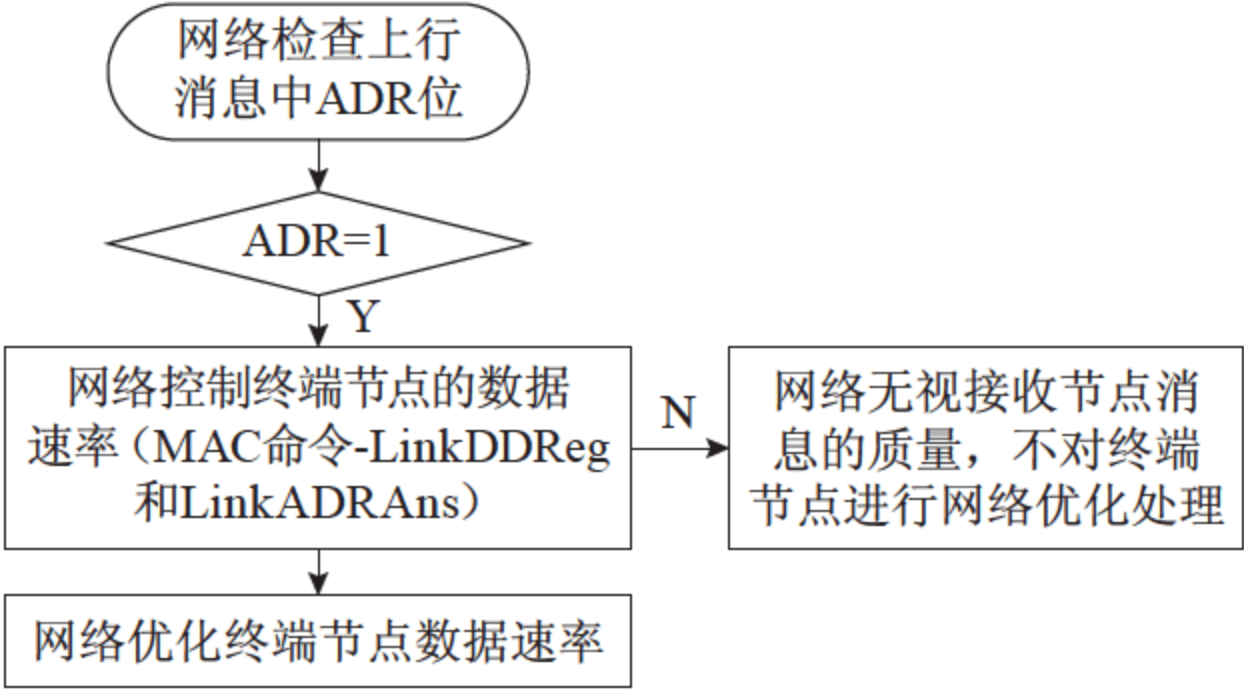 网络检查上行
消息中ADR位
ADR=1
Y
网络控制终端节点的数据
速率（MAC命令-LinkDDReg
和LinkADRAns）
N
网络无视接收节点消
息的质量，不对终端
节点进行网络优化处理
网络优化终端节点数据速率